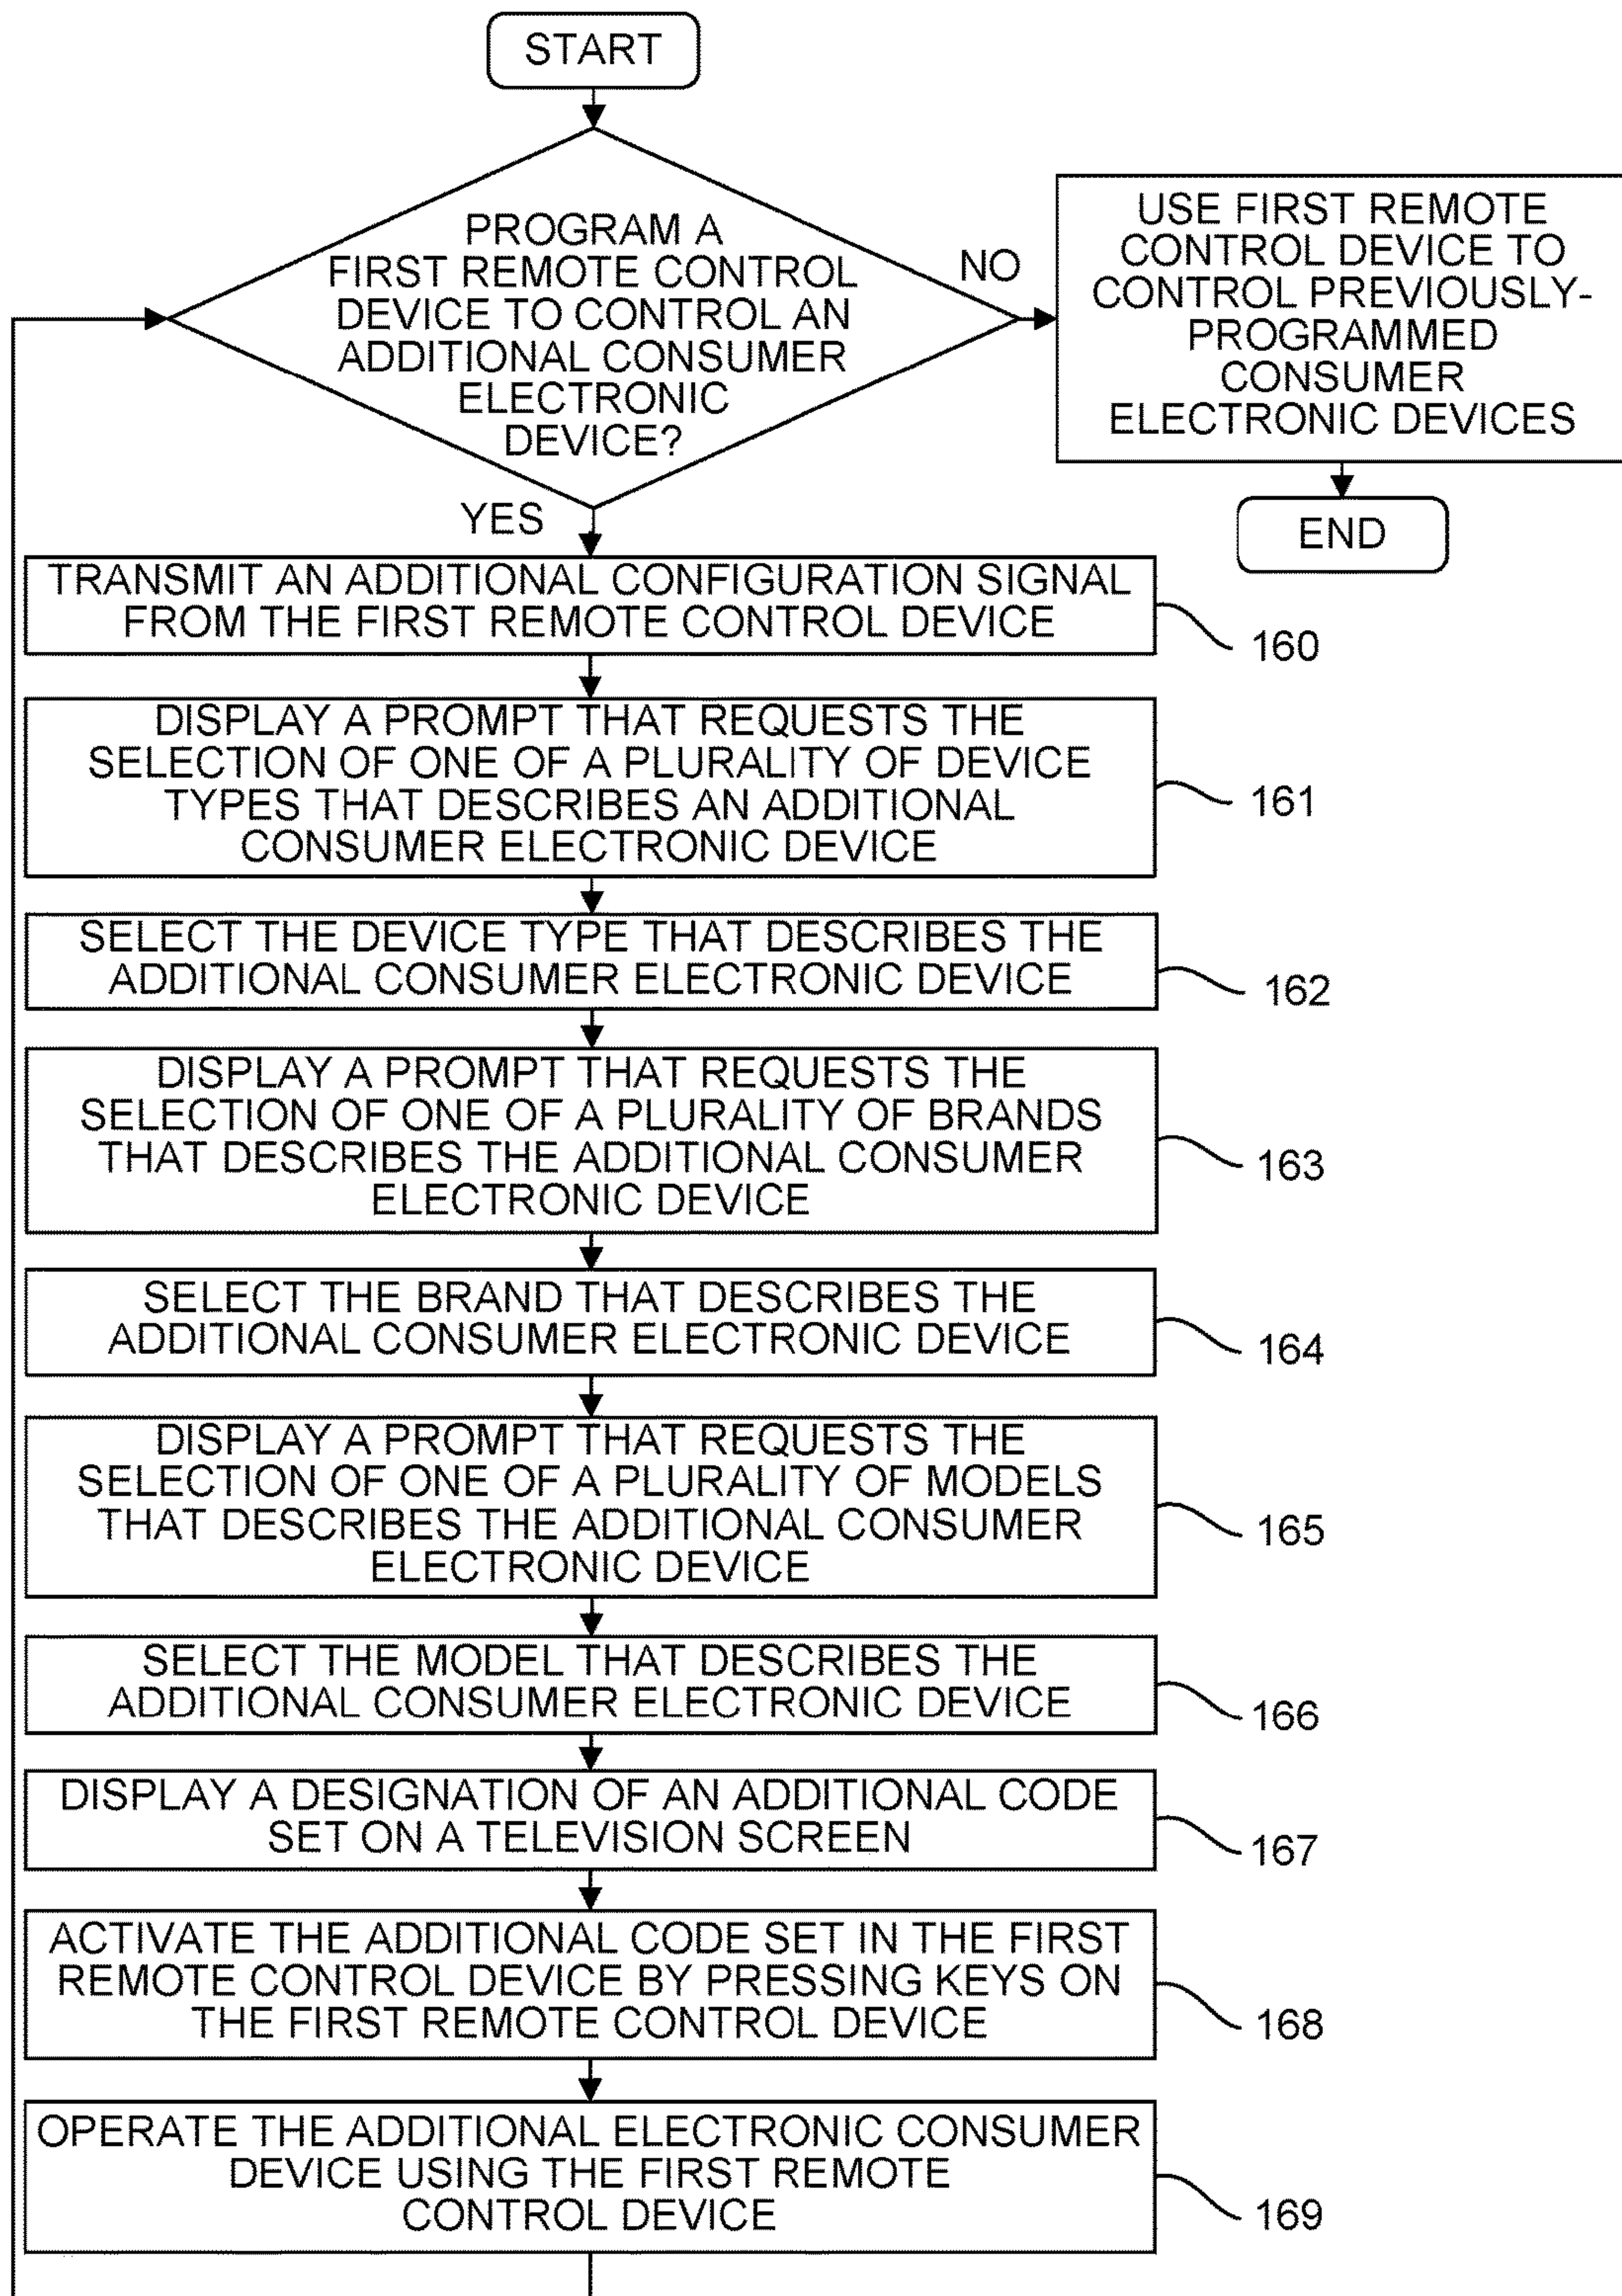 START
PROGRAM A
FIRST REMOTE CONTROL
DEVICE TO CONTROL AN
ADDITIONAL CONSUMER
ELECTRONIC
DEVICE?
NO
USE FIRST REMOTE
CONTROL DEVICE TO
CONTROL PREVIOUSLY-
PROGRAMMED
CONSUMER
ELECTRONIC DEVICES
END
YES
TRANSMIT AN ADDITIONAL CONFIGURATION SIGNAL
FROM THE FIRST REMOTE CONTROL DEVICE
160
DISPLAY A PROMPT THAT REQUESTS THE
SELECTION OF ONE OF A PLURALITY OF DEVICE
TYPES THAT DESCRIBES AN ADDITIONAL
CONSUMER ELECTRONIC DEVICE
161
SELECT THE DEVICE TYPE THAT DESCRIBES THE
ADDITIONAL CONSUMER ELECTRONIC DEVICE
162
DISPLAY A PROMPT THAT REQUESTS THE
SELECTION OF ONE OF A PLURALITY OF BRANDS
THAT DESCRIBES THE ADDITIONAL CONSUMER
ELECTRONIC DEVICE
163
SELECT THE BRAND THAT DESCRIBES THE
ADDITIONAL CONSUMER ELECTRONIC DEVICE
164
DISPLAY A PROMPT THAT REQUESTS THE
SELECTION OF ONE OF A PLURALITY OF MODELS
THAT DESCRIBES THE ADDITIONAL CONSUMER
ELECTRONIC DEVICE
165
SELECT THE MODEL THAT DESCRIBES THE
ADDITIONAL CONSUMER ELECTRONIC DEVICE
166
DISPLAY A DESIGNATION OF AN ADDITIONAL CODE
SET ON A TELEVISION SCREEN
167
ACTIVATE THE ADDITIONAL CODE SET IN THE FIRST
REMOTE CONTROL DEVICE BY PRESSING KEYS ON
THE FIRST REMOTE CONTROL DEVICE
168
OPERATE THE ADDITIONAL ELECTRONIC CONSUMER
DEVICE USING THE FIRST REMOTE
CONTROL DEVICE
169